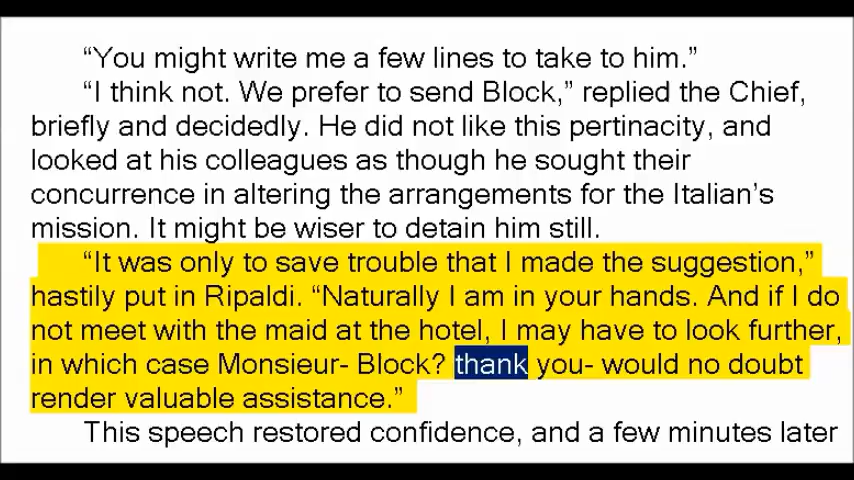 “You might write me a few lines to take to him.”
“I think not. We prefer to send Block,” replied the Chief,
briefly and decidedly. He did not like this pertinacity, and
looked at his colleagues as though he sought their
concurrence in altering the arrangements for the Italian’s
mission. It might be wiser to detain him still.
“It was only to save trouble that I made the suggestion,”
hastily put in Ripaldi. “Naturally I am in your hands. And if I do
not meet with the maid at the hotel, I may have to look further,
in which case Monsieur- Block? thank you- would no doubt
render valuable assistance.”
This speech restored confidence, and a few minutes later